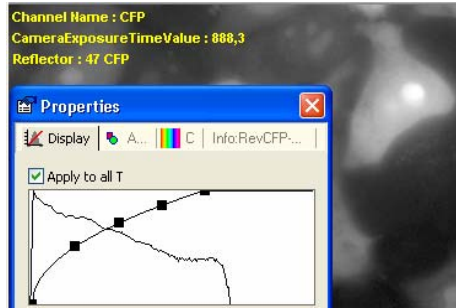 Channel Name : CFP
CameraExposureTimeValue : 888,3
Reflector : 47 CFP
Properties
Display A... C Info:RevCFP-...
Apply to all T